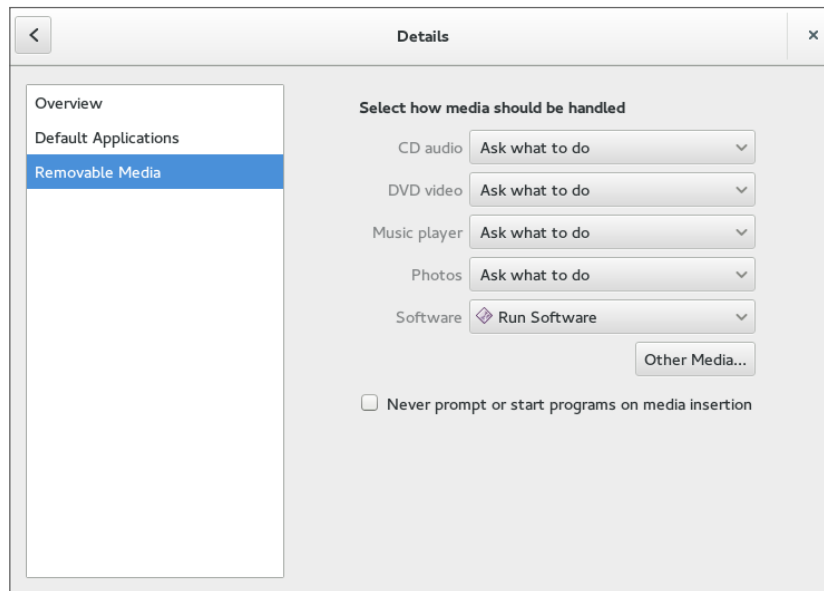 Details
Overview
Default Applications
Removable Media
Select how media should be handled
CD audio Ask what to do
DVD video Ask what to do
Music player Ask what to do
Photos Ask what to do
Software Run Software
Other Media...
Never prompt or start programs on media insertion